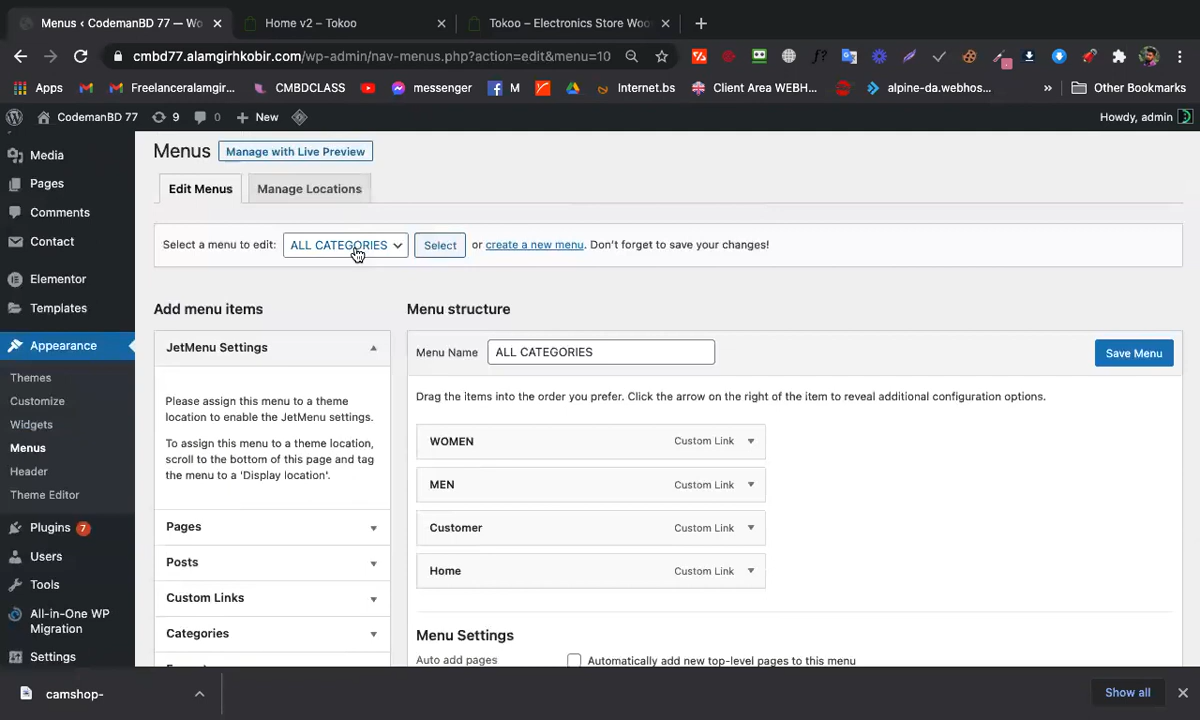 Menus ‹ CodemanBD 77 — Wo
Home v2 – Tokoo
Tokoo – Electronics Store Woo
cmbd77.alamgirhkobir.com/wp-admin/nav-menus.php?action=edit&menu=10
Apps
Freelanceralamgir...
CMBDCLASS
messenger
M
Internet.bs
Client Area WEBH...
alpine-da.webhos...
Other Bookmarks
CodemanBD 77
9
0
New
Howdy, admin
Media
Pages
Comments
Contact
Elementor
Templates
Appearance
Themes
Customize
Widgets
Menus
Header
Theme Editor
Plugins 7
Users
Tools
All-in-One WP
Migration
Settings
Menus
Manage with Live Preview
Edit Menus
Manage Locations
Select a menu to edit: ALL CATEGORIES Select or create a new menu. Don't forget to save your changes!
Add menu items
JetMenu Settings
Please assign this menu to a theme
location to enable the JetMenu settings.
To assign this menu to a theme location,
scroll to the bottom of this page and tag
the menu to a 'Display location'.
Pages
Posts
Custom Links
Categories
Menu structure
Menu Name ALL CATEGORIES
Save Menu
Drag the items into the order you prefer. Click the arrow on the right of the item to reveal additional configuration options.
WOMEN Custom Link
MEN Custom Link
Customer Custom Link
Home Custom Link
Menu Settings
Auto add pages
Automatically add new top-level pages to this menu
camshop-
Show all